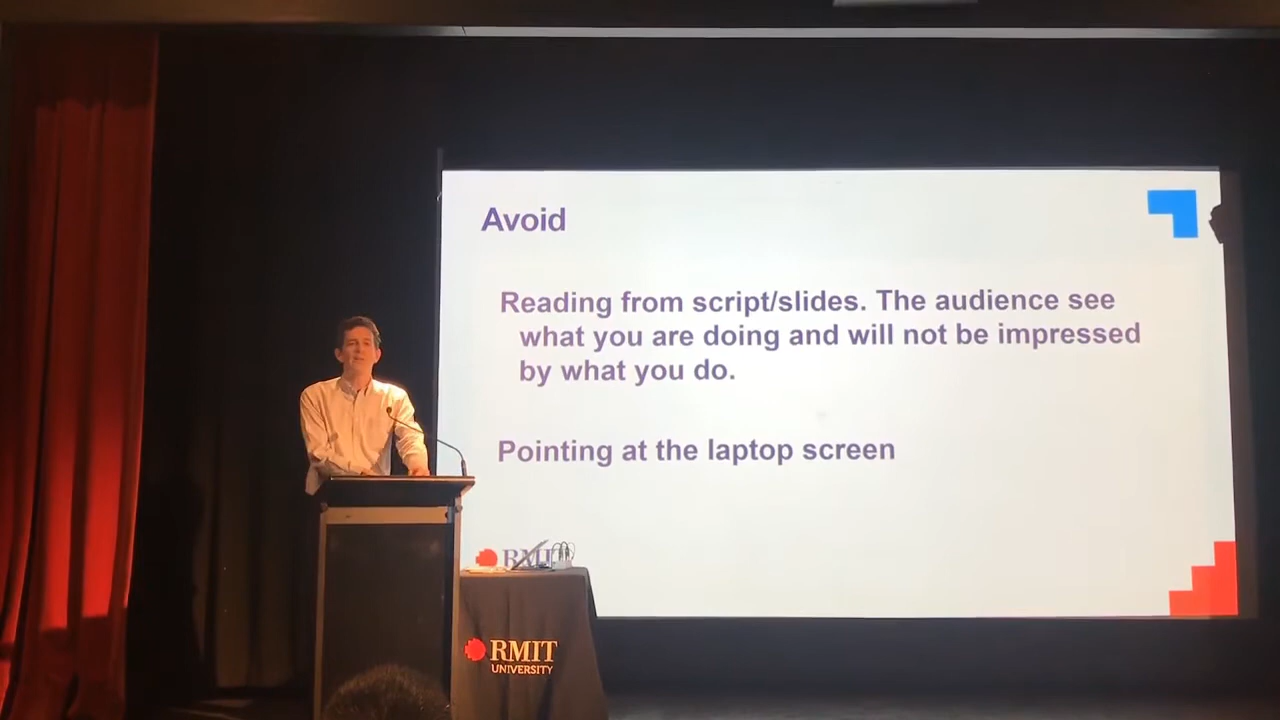 Avoid
Reading from script/slides. The audience see
what you are doing and will not be impressed
by what you do.
Pointing at the laptop screen
RMIT
RMIT
UNIVERSITY